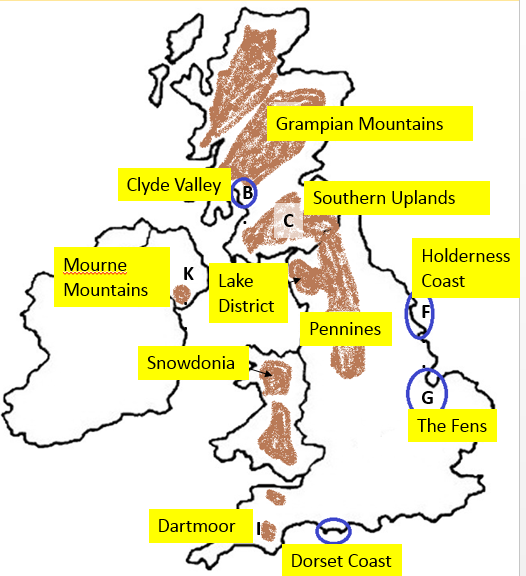 Grampian Mountains
Clyde Valley
B
Southern Uplands
C
Holderness
Coast
Mourne
Mountains
K
Lake
District
F
Pennines
Snowdonia
G
The Fens
Dartmoor
I
Dorset Coast